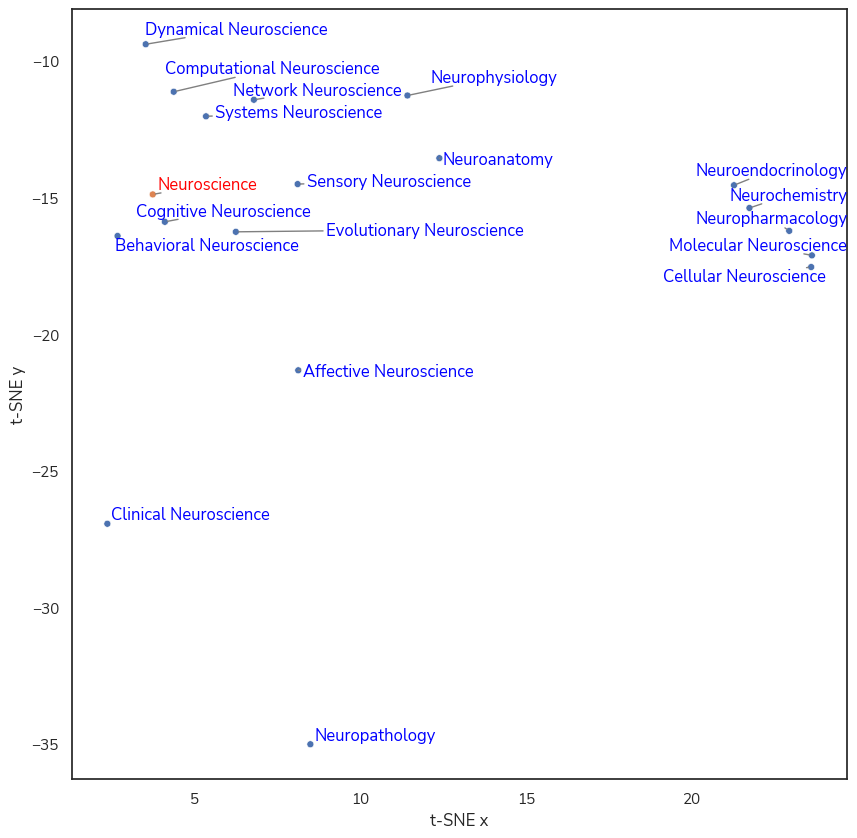 Dynamical Neuroscience
−10
Computational Neuroscience
Neurophysiology
Network Neuroscience
Systems Neuroscience
Neuroanatomy
Neuroendocrinology
Sensory Neuroscience
Neuroscience
Neurochemistry
−15
Cognitive Neuroscience
Neuropharmacology
Evolutionary Neuroscience
Behavioral Neuroscience
Molecular Neuroscience
Cellular Neuroscience
−20
Affective Neuroscience
t-SNE y
−25
Clinical Neuroscience
−30
Neuropathology
−35
5 10 15 20
t-SNE x